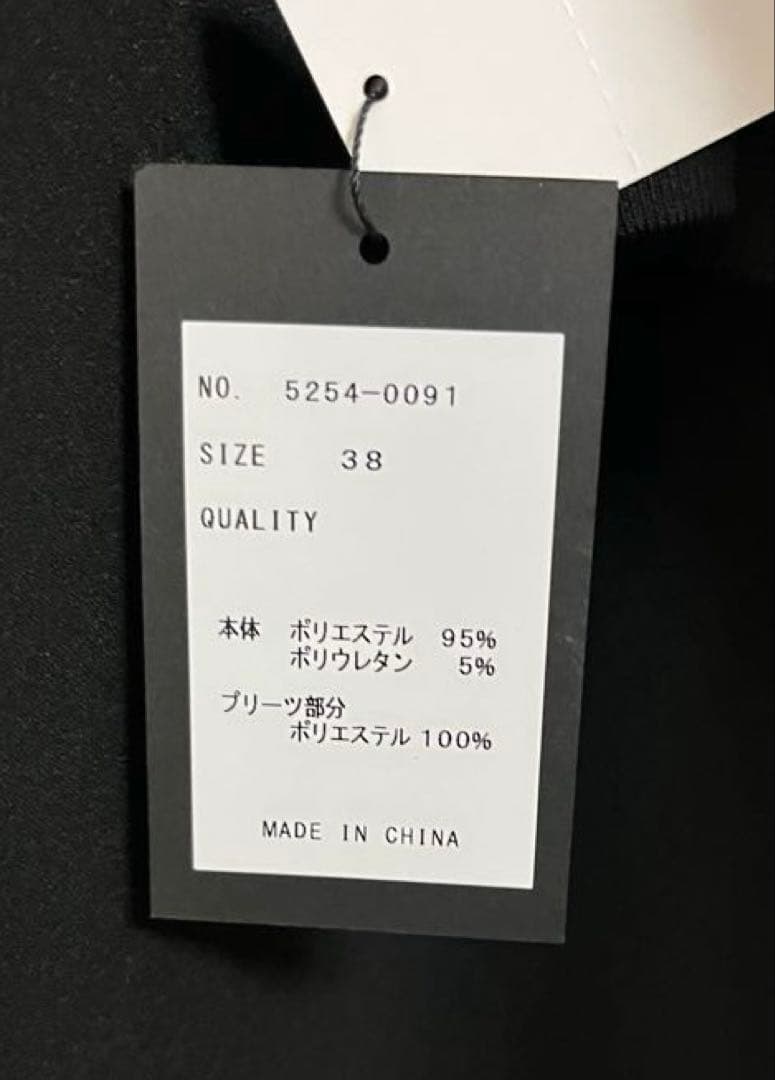 NO. 5254-0091
SIZE 38
QUALITY
本体 ポリエステル 95%
ポリウレタン 5%
プリーツ部分
ポリエステル 100%
MADE IN CHINA